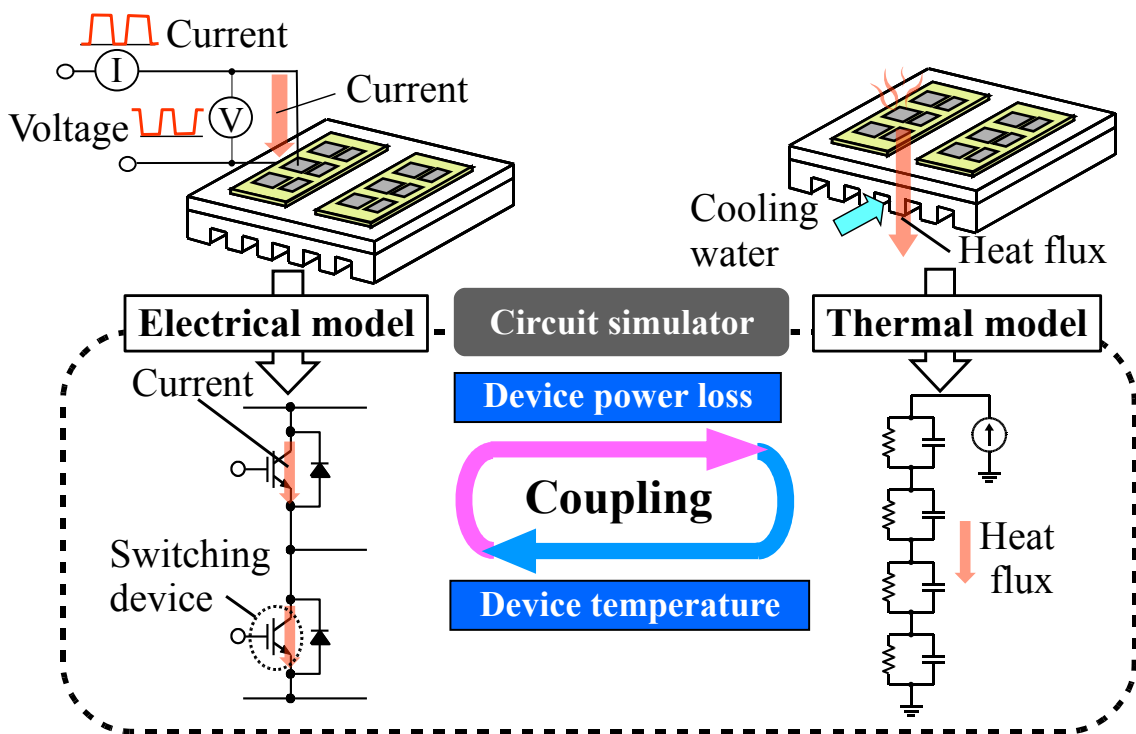 Current
I
Current
Voltage
V
Cooling
water
Heat flux
Electrical model
Circuit simulator
Thermal model
Current
Device power loss
Coupling
Switching
device
Heat
flux
Device temperature